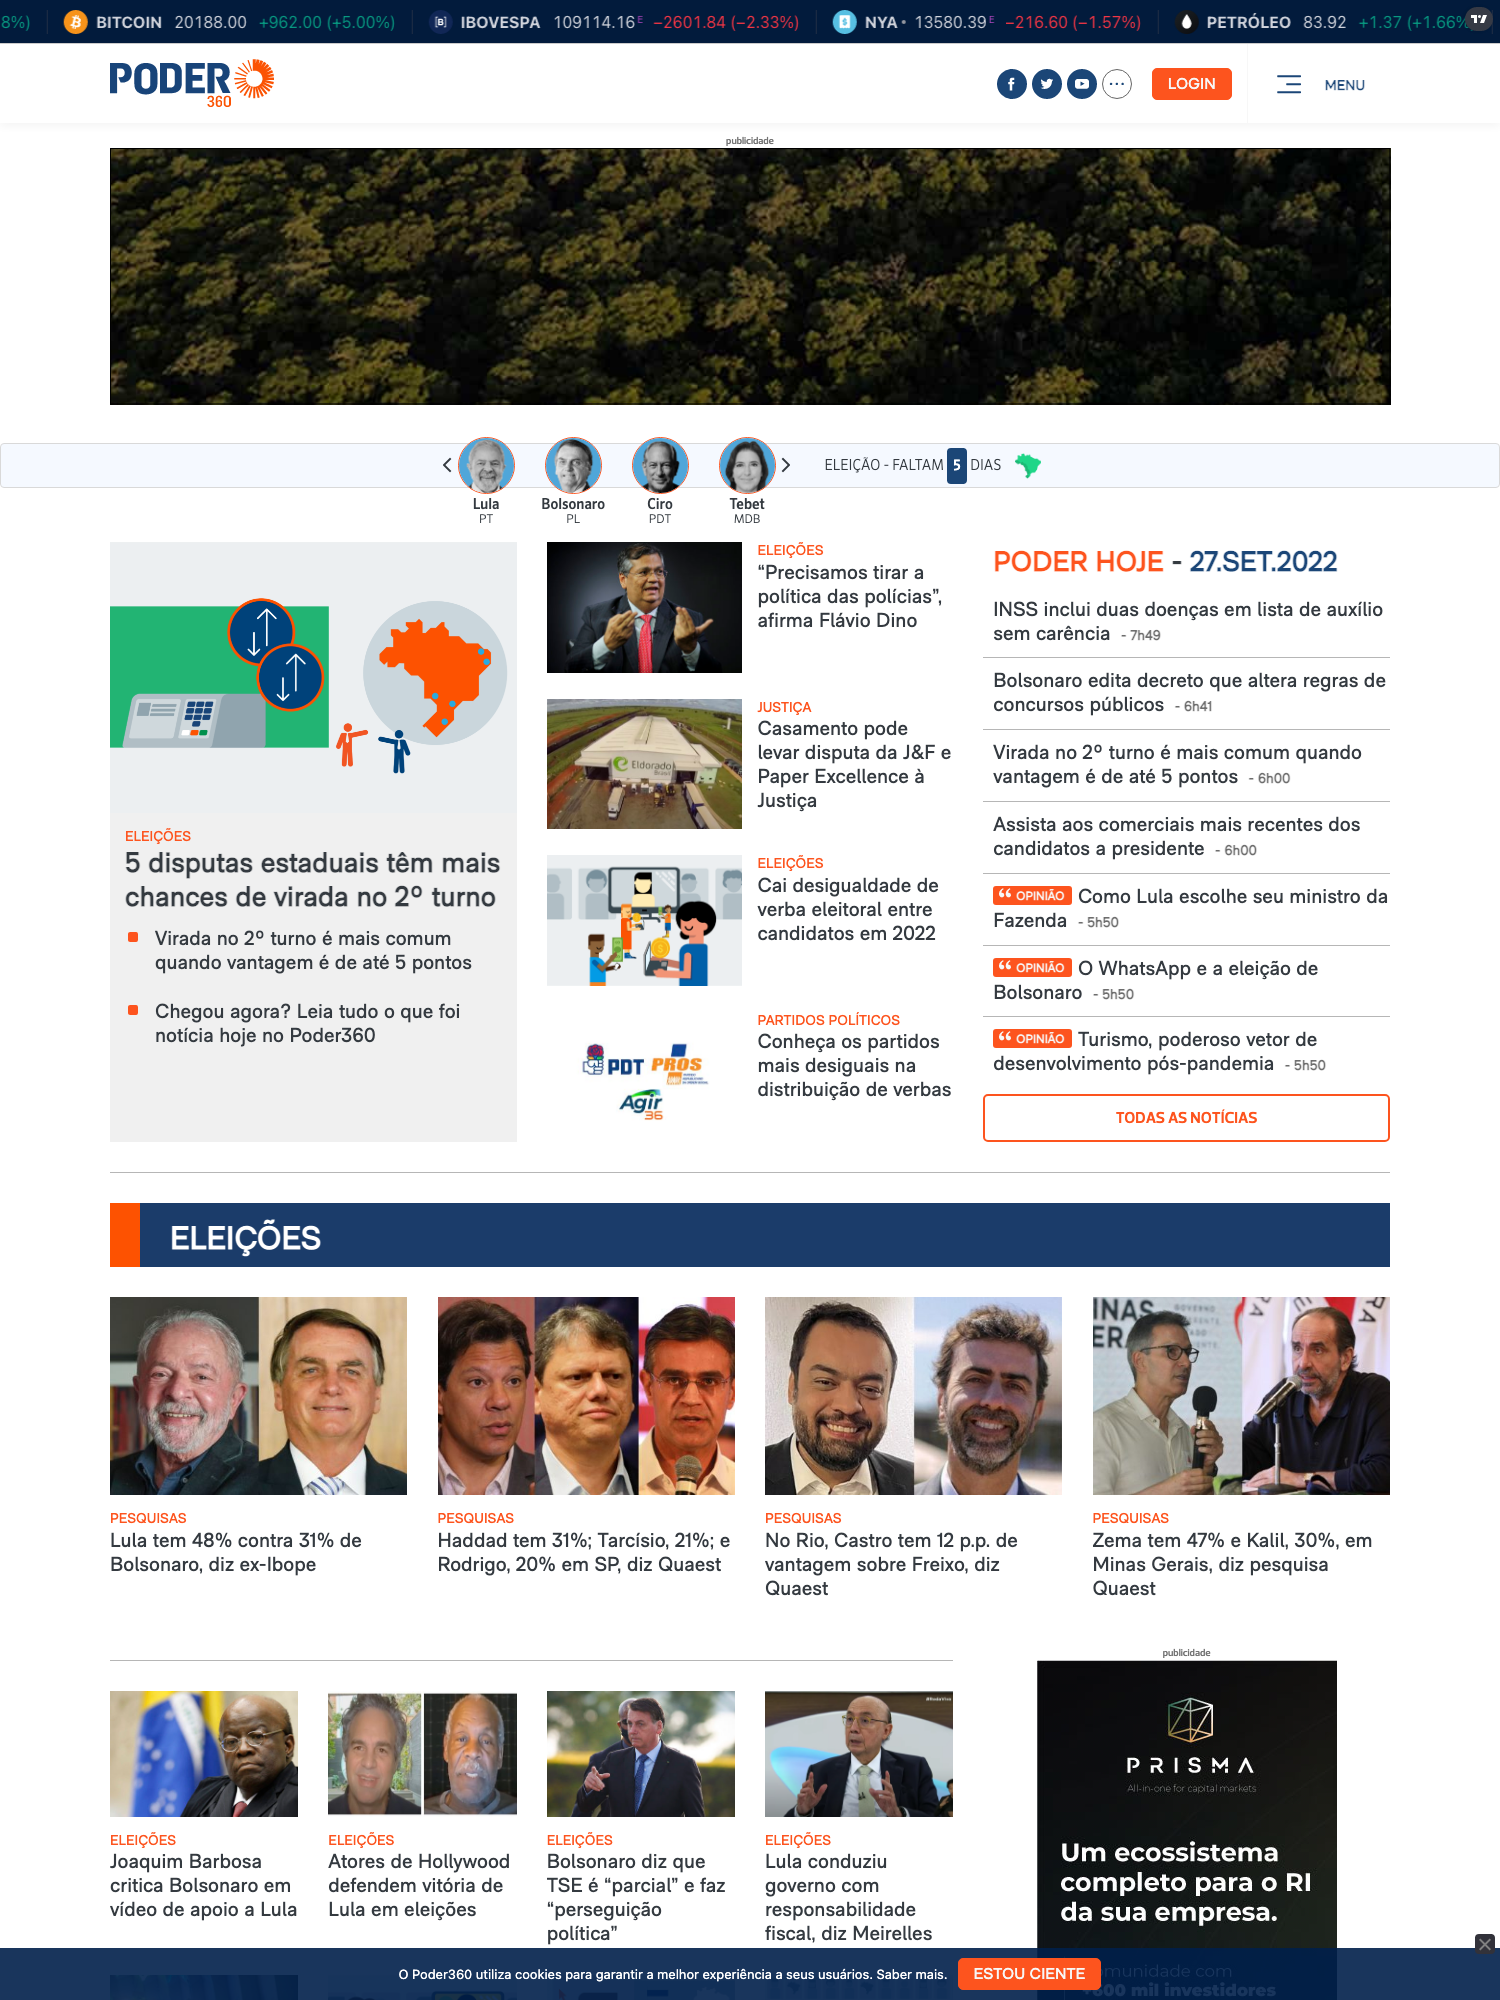 8%)
BITCOIN 20188.00 +962.00 (+5.00%)
IBOVESPA 109114.16 E −2601.84 (−2.33%)
NYA • 13580.39 E −216.60 (−1.57%)
PETRÓLEO 83.92 +1.37 (+1.66%
PODER
360
LOGIN
MENU
publicidade
Lula
PT
Bolsonaro
PL
Ciro
PDT
Tebet
MDB
ELEIÇÃO - FALTAM 5 DIAS
ELEIÇÕES
5 disputas estaduais têm mais
chances de virada no 2º turno
Virada no 2º turno é mais comum
quando vantagem é de até 5 pontos
Chegou agora? Leia tudo o que foi
notícia hoje no Poder360
ELEIÇÕES
“Precisamos tirar a
política das polícias”,
afirma Flávio Dino
Eldorado
Brasil
JUSTIÇA
Casamento pode
levar disputa da J&F e
Paper Excellence à
Justiça
ELEIÇÕES
Cai desigualdade de
verba eleitoral entre
candidatos em 2022
PDT
PROS
Agir
36
PARTIDOS POLÍTICOS
Conheça os partidos
mais desiguais na
distribuição de verbas
PODER HOJE - 27.SET.2022
INSS inclui duas doenças em lista de auxílio
sem carência - 7h49
Bolsonaro edita decreto que altera regras de
concursos públicos - 6h41
Virada no 2º turno é mais comum quando
vantagem é de até 5 pontos - 6h00
Assista aos comerciais mais recentes dos
candidatos a presidente - 6h00
“ OPINIÃO Como Lula escolhe seu ministro da
Fazenda - 5h50
“ OPINIÃO O WhatsApp e a eleição de
Bolsonaro - 5h50
“ OPINIÃO Turismo, poderoso vetor de
desenvolvimento pós-pandemia - 5h50
TODAS AS NOTÍCIAS
ELEIÇÕES
PESQUISAS
Lula tem 48% contra 31% de
Bolsonaro, diz ex-Ibope
PESQUISAS
Haddad tem 31%; Tarcísio, 21%; e
Rodrigo, 20% em SP, diz Quaest
PESQUISAS
No Rio, Castro tem 12 p.p. de
vantagem sobre Freixo, diz
Quaest
INAS
ERA
PESQUISAS
Zema tem 47% e Kalil, 30%, em
Minas Gerais, diz pesquisa
Quaest
ELEIÇÕES
Joaquim Barbosa
critica Bolsonaro em
vídeo de apoio a Lula
ELEIÇÕES
Atores de Hollywood
defendem vitória de
Lula em eleições
ELEIÇÕES
Bolsonaro diz que
TSE é “parcial” e faz
“perseguição
política”
#RodaViva
ELEIÇÕES
Lula conduziu
governo com
responsabilidade
fiscal, diz Meirelles
publicidade
PRISMA
All-in-one for capital markets
Um ecossistema
completo para o RI
da sua empresa.
munidade com
+800 mil investidores
O Poder360 utiliza cookies para garantir a melhor experiência a seus usuários. Saber mais.
ESTOU CIENTE